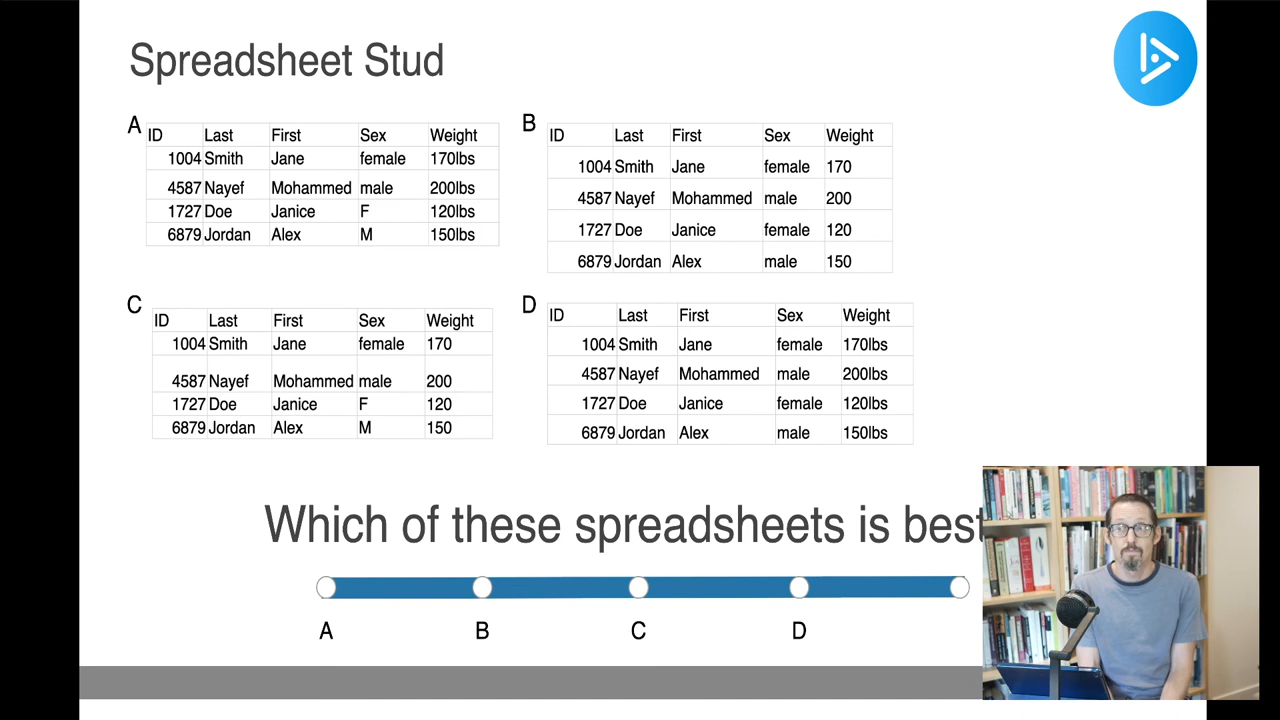 Spreadsheet Stud
A
ID Last First Sex Weight
1004 Smith Jane female 170lbs
4587 Nayef Mohammed male 200lbs
1727 Doe Janice F 120lbs
6879 Jordan Alex M 150lbs
B
ID Last First Sex Weight
1004 Smith Jane female 170
4587 Nayef Mohammed male 200
1727 Doe Janice female 120
6879 Jordan Alex male 150
C
ID Last First Sex Weight
1004 Smith Jane female 170
4587 Nayef Mohammed male 200
1727 Doe Janice F 120
6879 Jordan Alex M 150
D
ID Last First Sex Weight
1004 Smith Jane female 170lbs
4587 Nayef Mohammed male 200lbs
1727 Doe Janice female 120lbs
6879 Jordan Alex male 150lbs
Which of these spreadsheets is best
A B C D